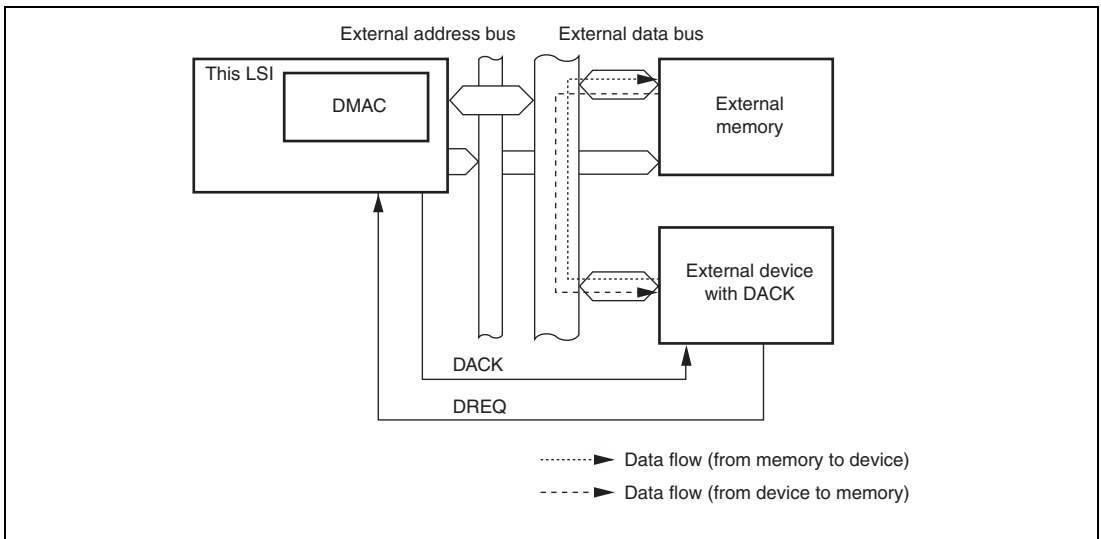 External address bus
External data bus
This LSI
DMAC
External
memory
External device
with DACK
DACK
DREQ
Data flow (from memory to device)
Data flow (from device to memory)